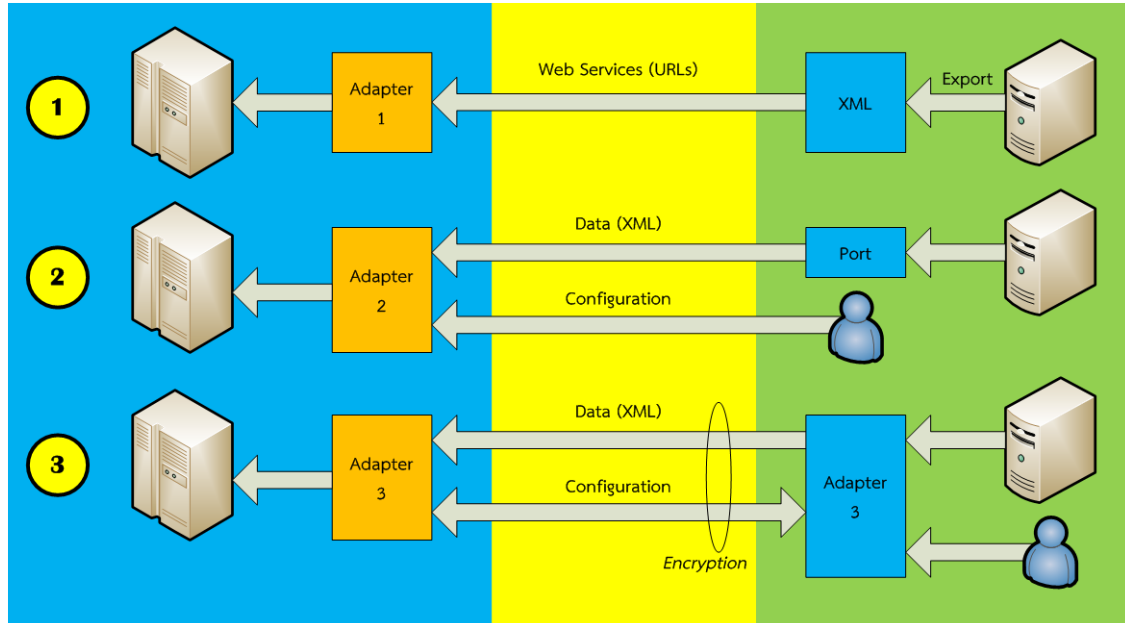 1
Adapter
1
Web Services (URLs)
XML
Export
2
Adapter
2
Data (XML)
Configuration
Port
3
Adapter
3
Data (XML)
Configuration
Encryption
Adapter
3